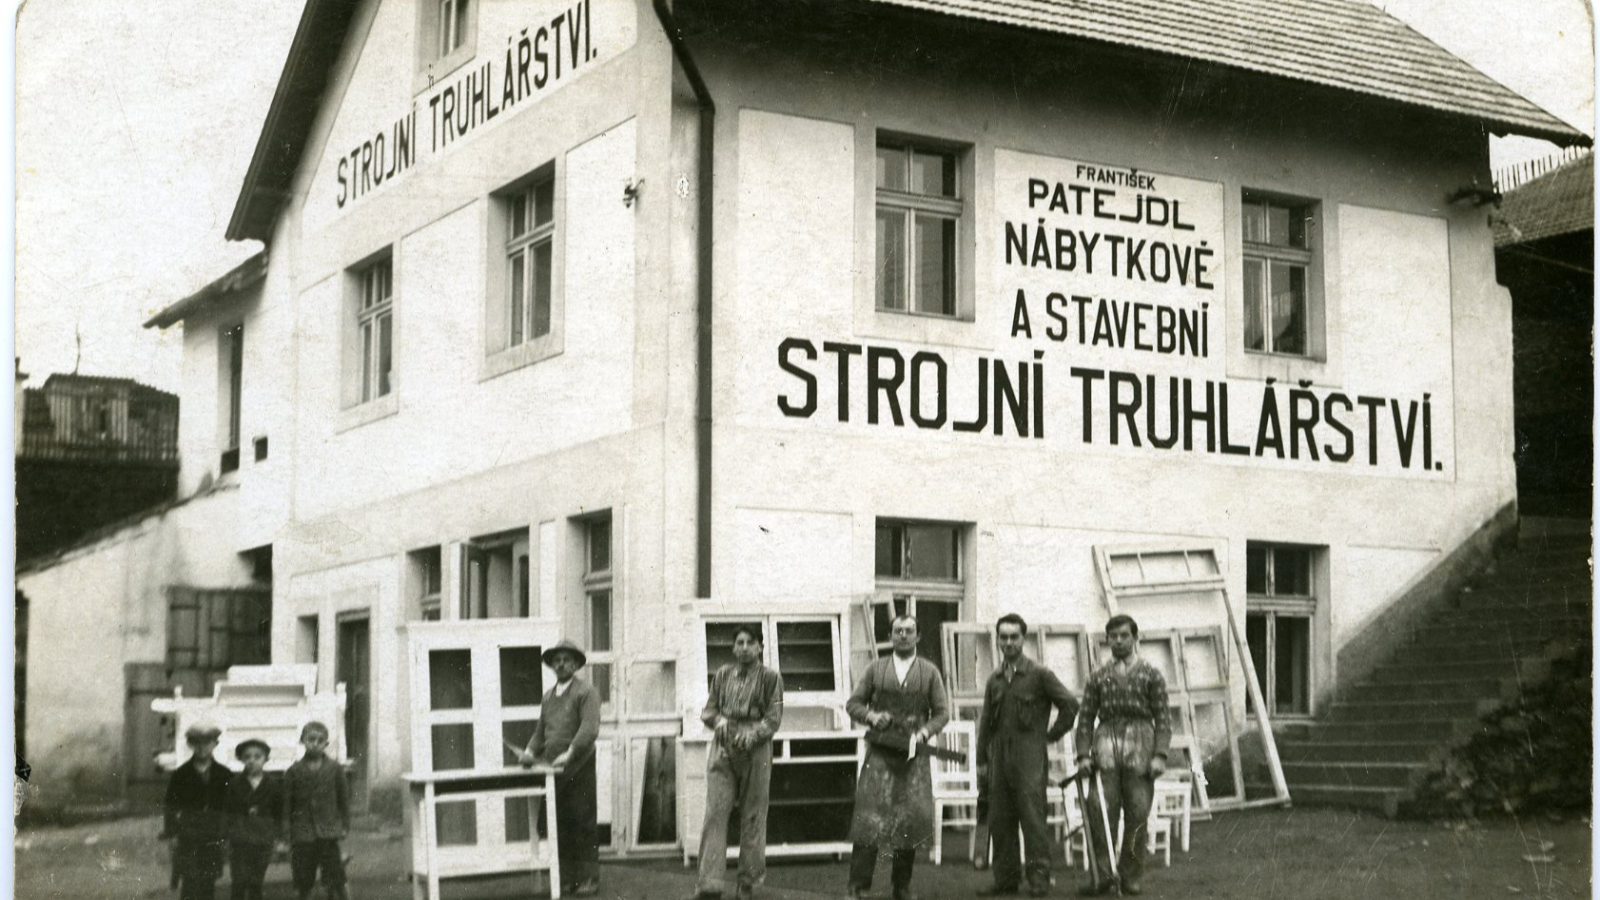 STROJNÍ TRUHLÁŘSTVÍ.
FRANTIŠEK
PATEJDL
NÁBYTKOVÉ
A STAVEBNÍ
STROJNÍ TRUHLÁŘSTVÍ.